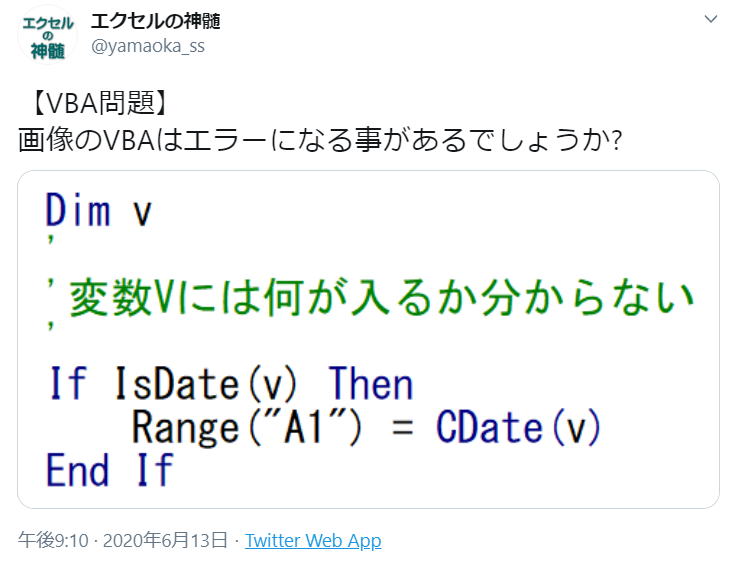 エクセル
の
神髄
エクセルの神髄
@yamaoka_ss
【VBA問題】
画像のVBAはエラーになる事があるでしょうか?
Dim v
'
' 変数Vには何が入るか分からない
'
If IsDate(v) Then
Range("A1") = CDate(v)
End If
午後9:10 · 2020年6月13日 · Twitter Web App